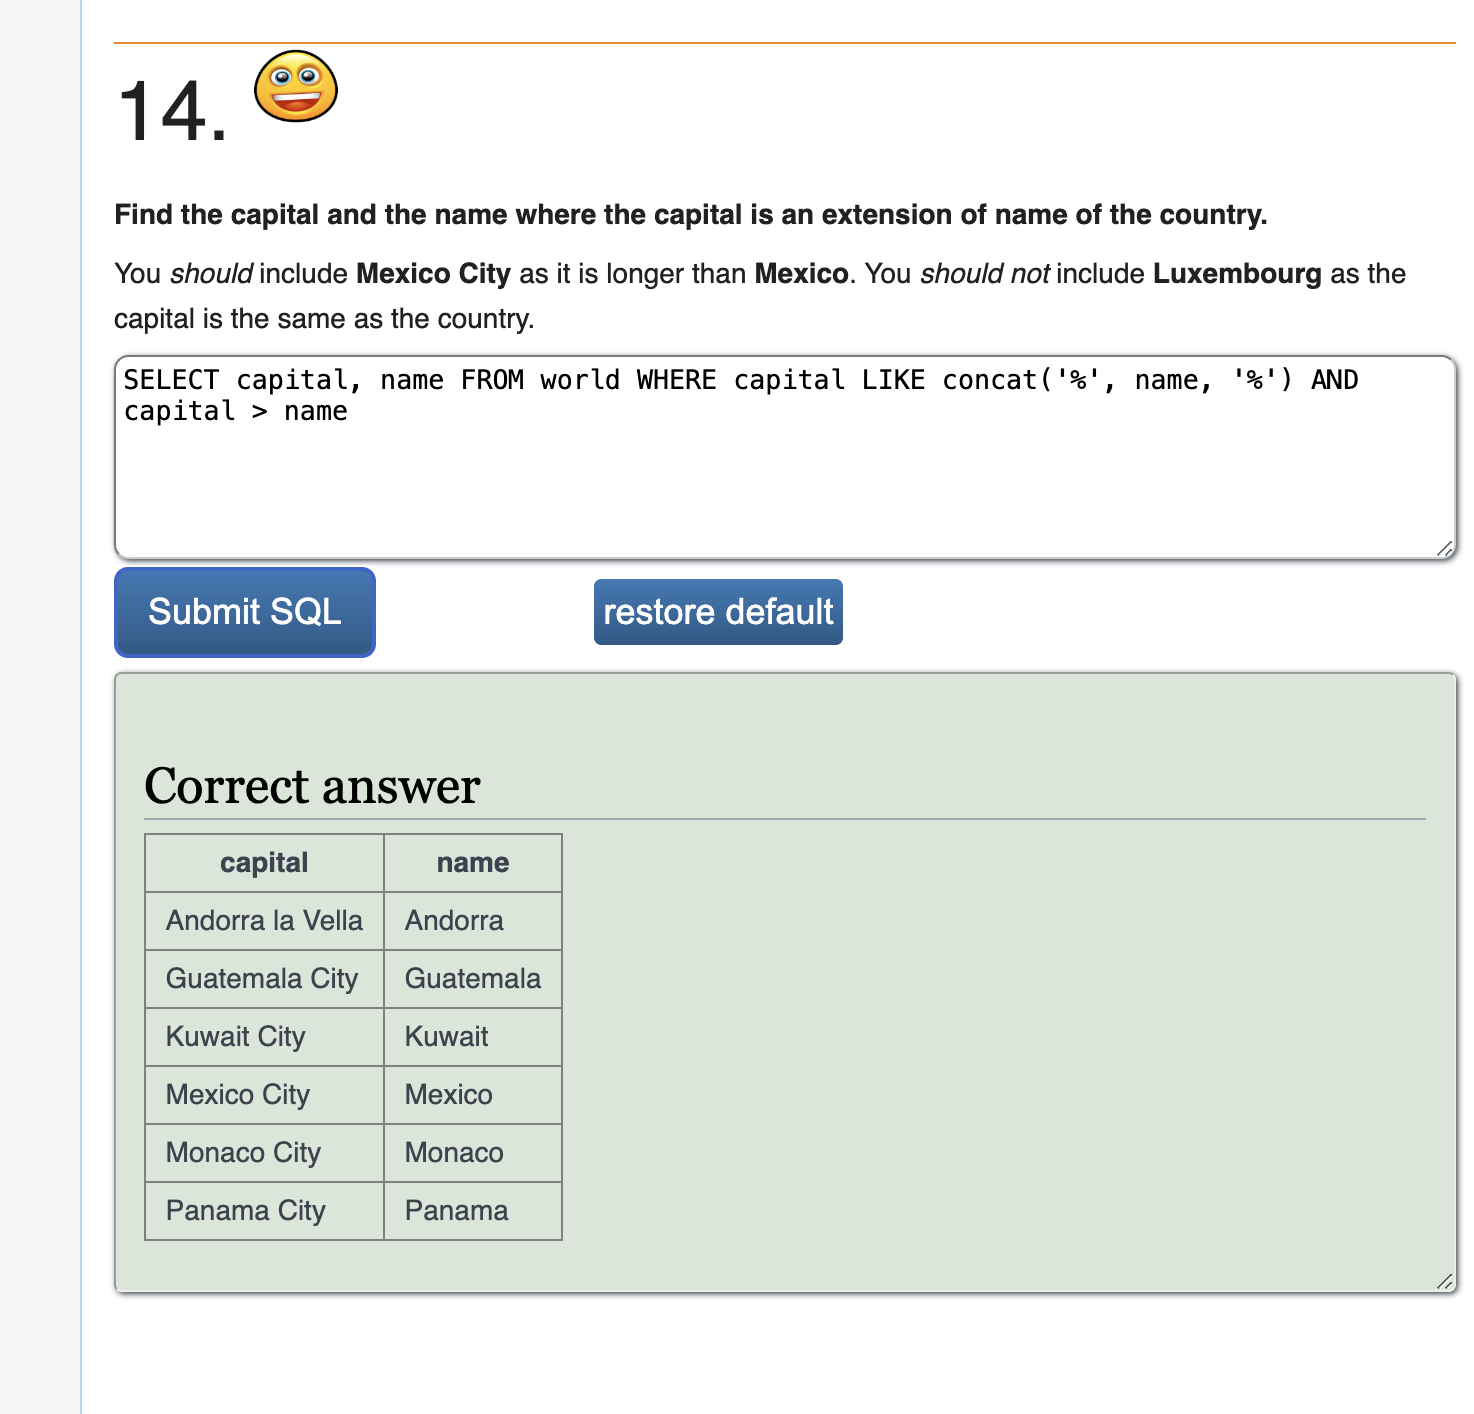 14.
Find the capital and the name where the capital is an extension of name of the country.
You should include Mexico City as it is longer than Mexico. You should not include Luxembourg as the
capital is the same as the country.
SELECT capital, name FROM world WHERE capital LIKE concat('%', name, '%') AND
capital > name
Submit SQL restore default
Correct answer
capital name
Andorra la Vella Andorra
Guatemala City Guatemala
Kuwait City Kuwait
Mexico City Mexico
Monaco City Monaco
Panama City Panama